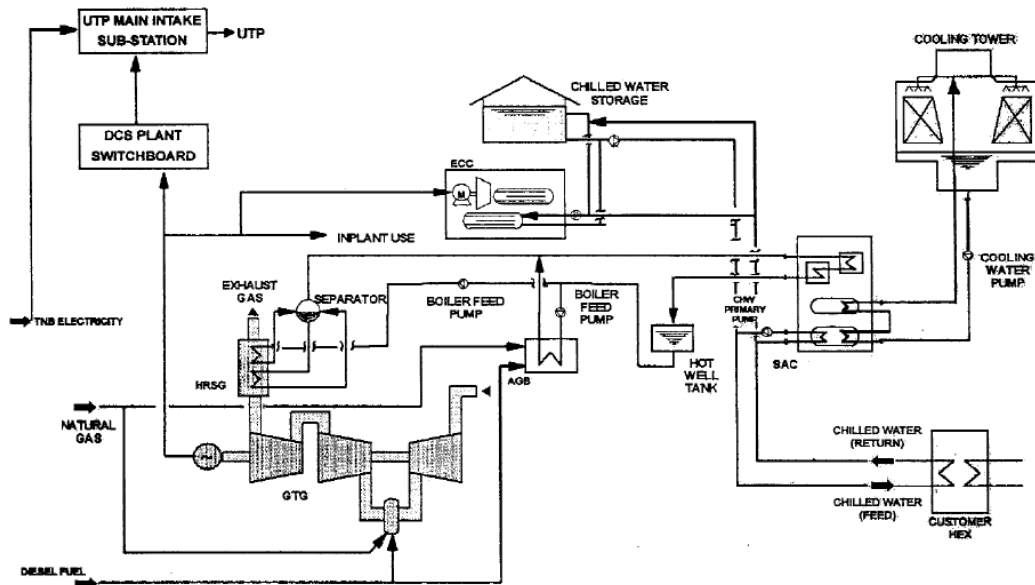 UTP MAIN INTAKE
SUB-STATION
UTP
COOLING TOWER
CHILLED WATER
STORAGE
DCS PLANT
SWITCHBOARD
ECC
M
INPLANT USE
EXHAUST
GAS
SEPARATOR
BOILER FEED
PUMP
BOILER
FEED PUMP
CHW
PRIMARY
PUMP
COOLING
WATER
PUMP
TNB ELECTRICITY
HRSG
AGB
HOT
WELL
TANK
SAC
NATURAL
GAS
GTG
CHILLED WATER
(RETURN)
CHILLED WATER
(FEED)
CUSTOMER
HEX
DIESEL FUEL